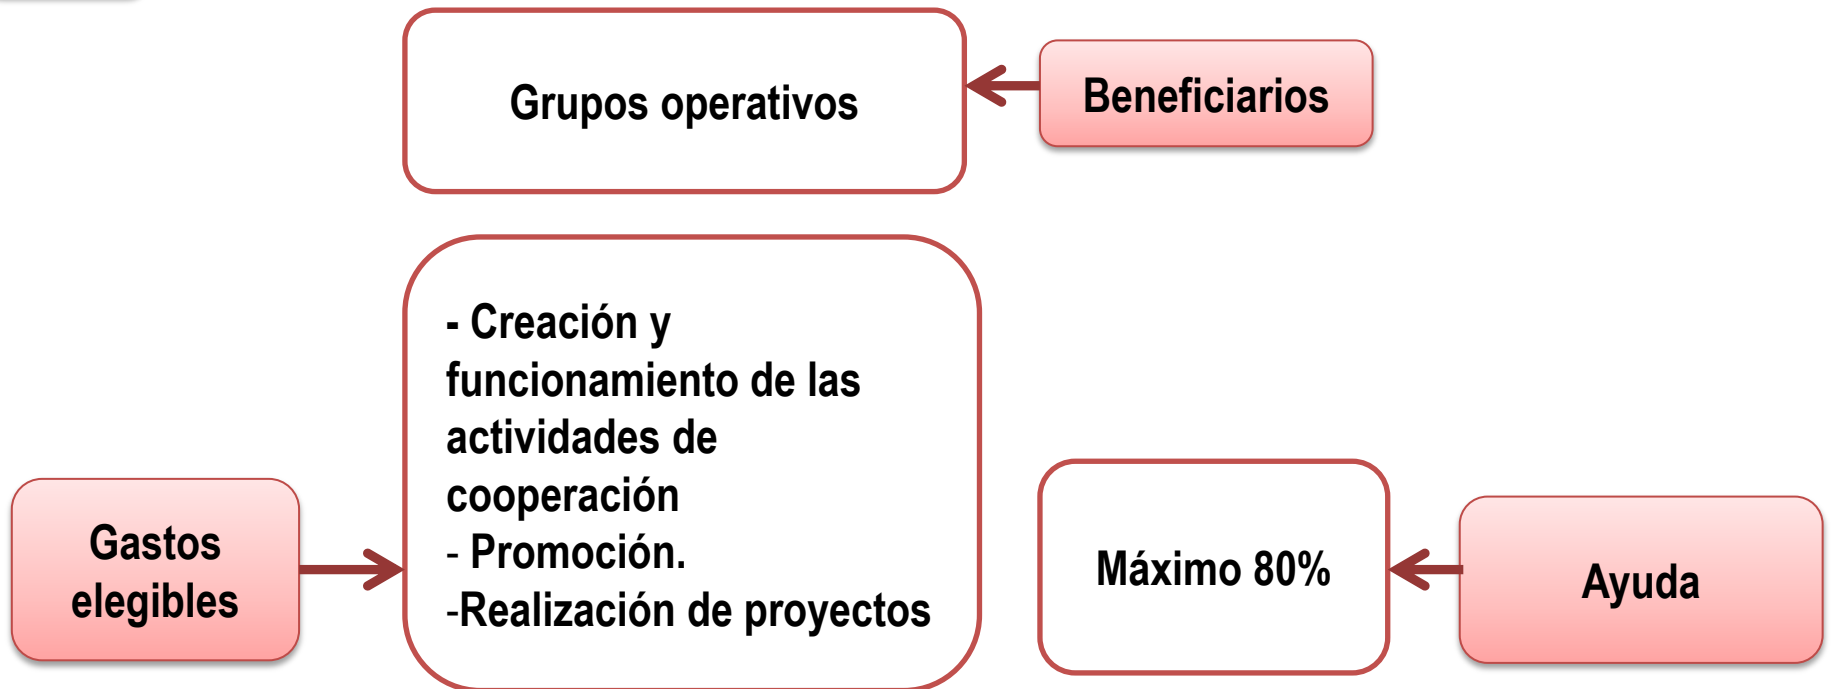 Grupos operativos
Beneficiarios
- Creación y
funcionamiento de las
actividades de
cooperación
- Promoción.
-Realización de proyectos
Gastos
elegibles
Máximo 80%
Ayuda